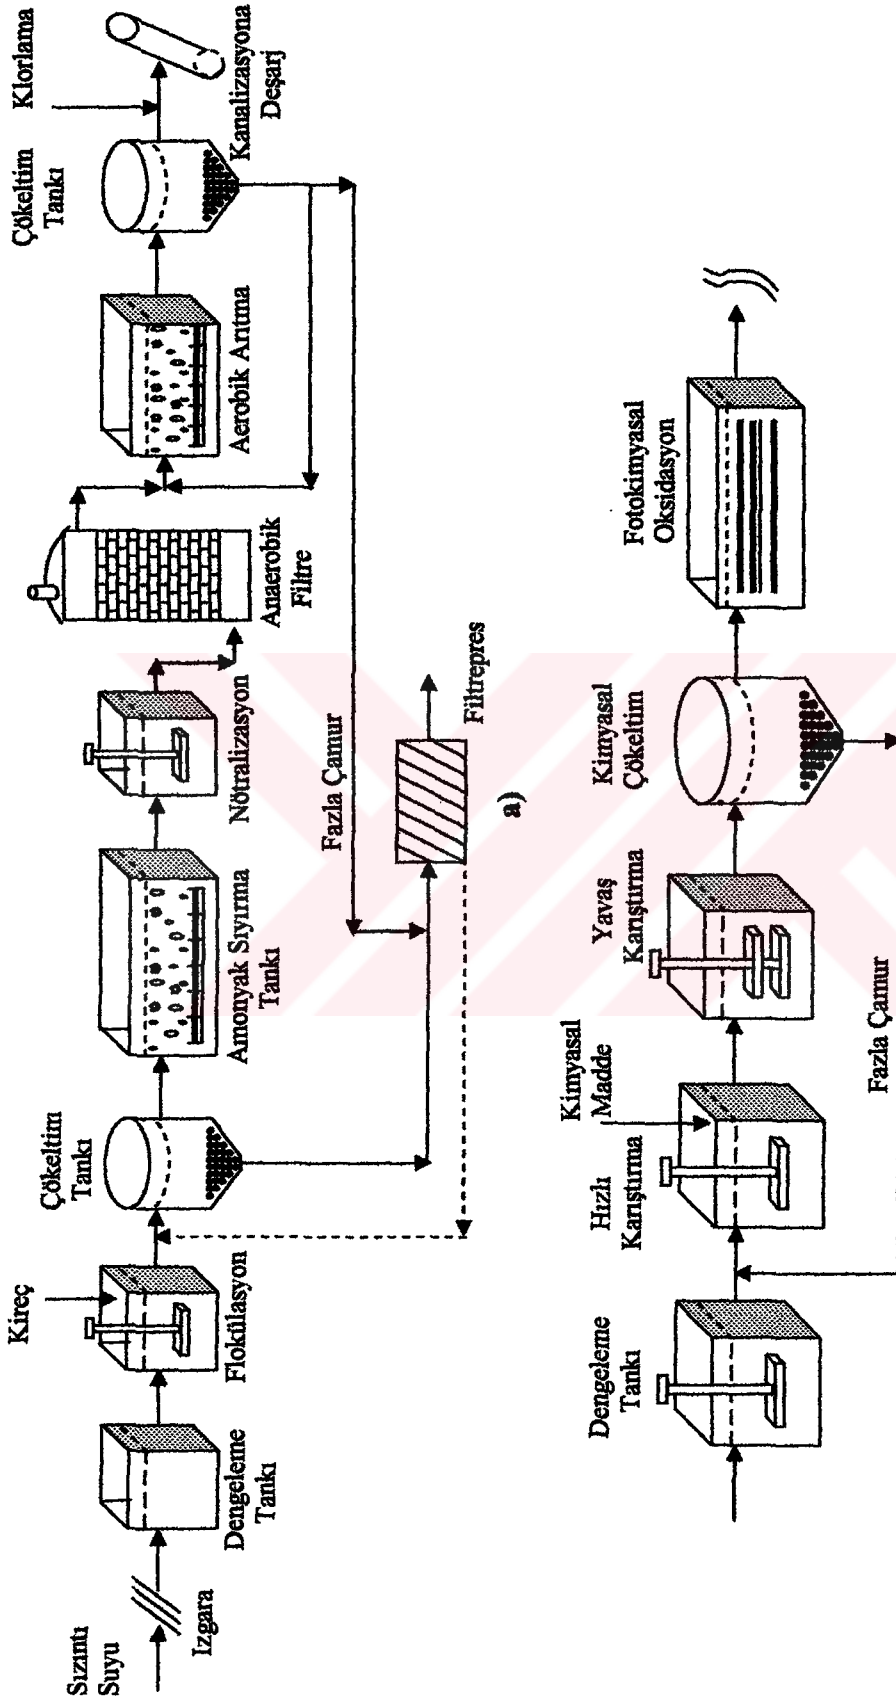 Sızıntı
Suyu
Izgara
Dengeleme
Tankı
Kireç
Flokülasyon
Çökeltim
Tankı
Amonyak Sıyırma
Tankı
Nötralizasyon
Anaerobik
Filtre
Aerobik Arıtma
Çökeltim
Tankı
Klorlama
Kanalizasyona
Deşarj
Fazla Çamur
Filtrepres
a)
Dengeleme
Tankı
Hızlı
Karıştırma
Kimyasal
Madde
Yavaş
Karıştırma
Kimyasal
Çökeltim
Fotokimyasal
Oksidasyon
Fazla Çamur